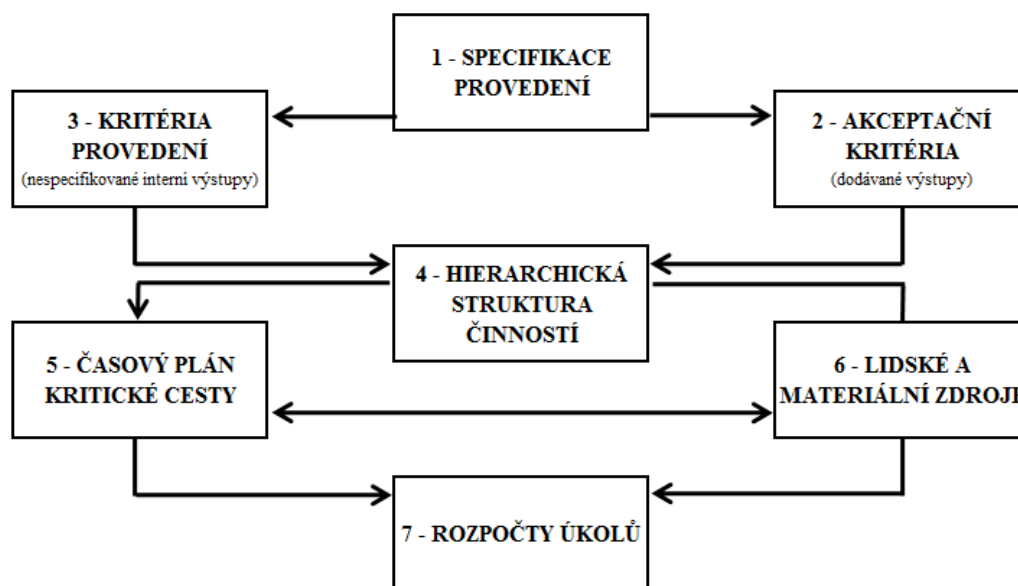 1 - SPECIFIKACE
PROVEDENÍ
3 - KRITÉRIA
PROVEDENÍ
(nespecifikované interní výstupy)
2 - AKCEPTAČNÍ
KRITÉRIA
(dodávané výstupy)
4 - HIERARCHICKÁ
STRUKTURA
ČINNOSTÍ
5 - ČASOVÝ PLÁN
KRITICKÉ CESTY
6 - LIDSKÉ A
MATERIÁLNÍ ZDROJE
7 - ROZPOČTY ÚKOLŮ